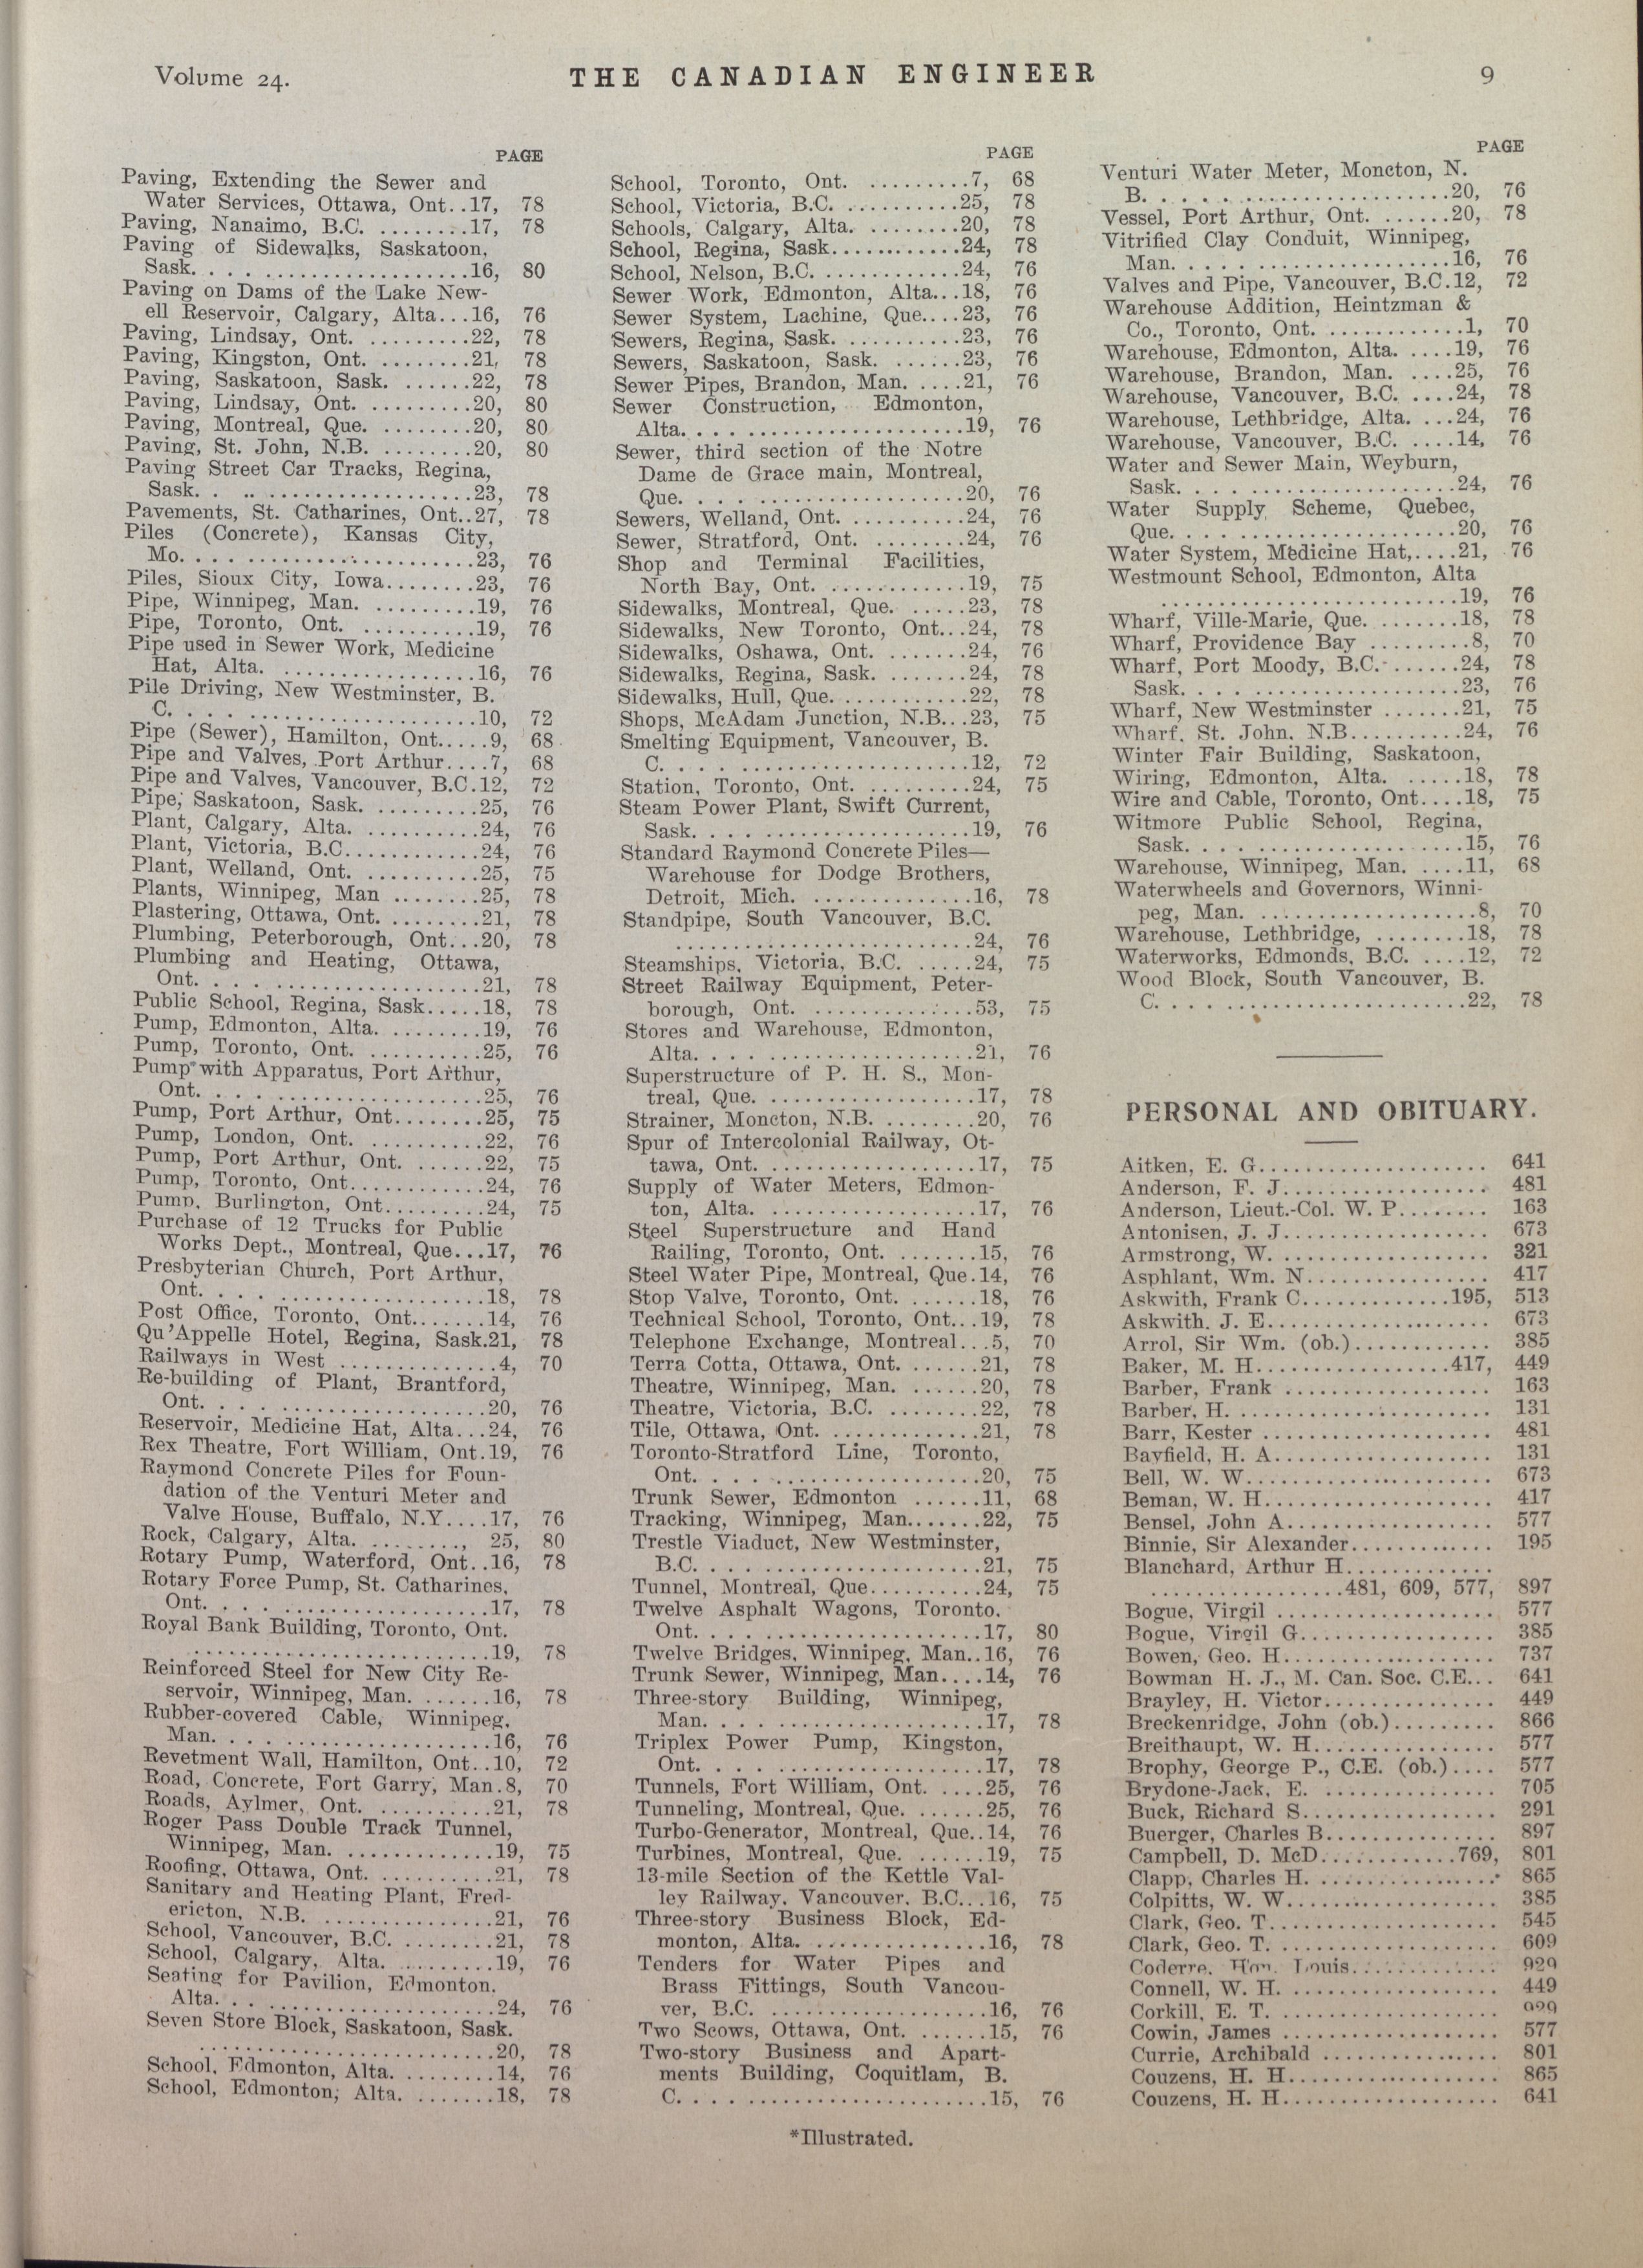 Volume 24.
THE CANADIAN ENGINEER
9
PAGE
Paving, Extending the Sewer and
Water Services, Ottawa, Ont..17, 78
Paving, Nanaimo, B.C. ........17, 78
Paving of Sidewalks, Saskatoon,
Sask. . . . ...................16, 80
Paving on Dams of the Lake New-
ell Reservoir, Calgary, Alta...16, 76
Paving, Lindsay, Ont. .........22, 78
Paving, Kingston, Ont. ........21, 78
Paving, Saskatoon, Sask. ......22, 78
Paving, Lindsay, Ont. .........20, 80
Paving, Montreal, Que. ........20, 80
Paving, St. John, N.B. ........20, 80
Paving Street Car Tracks, Regina,
Sask. . .. ..................23, 78
Pavements, St. Catharines, Ont..27, 78
Piles (Concrete), Kansas City,
Mo. . . . ....................23, 76
Piles, Sioux City, Iowa........23, 76
Pipe, Winnipeg, Man. .........19, 76
Pipe, Toronto, Ont. ..........19, 76
Pipe used in Sewer Work, Medicine
Hat, Alta. .................16, 76
Pile Driving, New Westminster, B.
C. . . . .....................10, 72
Pipe (Sewer), Hamilton, Ont.....9, 68
Pipe and Valves, Port Arthur....7, 68
Pipe and Valves, Vancouver, B.C.12, 72
Pipe, Saskatoon, Sask. .........25, 76
Plant, Calgary, Alta. ..........24, 76
Plant, Victoria, B.C............24, 76
Plant, Welland, Ont. ..........25, 75
Plants, Winnipeg, Man ........25, 78
Plastering, Ottawa, Ont. ........21, 78
Plumbing, Peterborough, Ont...20, 78
Plumbing and Heating, Ottawa,
Ont. . . . ...................21, 78
Public School, Regina, Sask.....18, 78
Pump, Edmonton, Alta. ........19, 76
Pump, Toronto, Ont. ..........25, 76
Pump with Apparatus, Port Arthur,
Ont. . . . ...................25, 76
Pump, Port Arthur, Ont........25, 75
Pump, London, Ont. ..........22, 76
Pump, Port Arthur, Ont. ......22, 75
Pump, Toronto, Ont............24, 76
Pump, Burlington, Ont.........24, 75
Purchase of 12 Trucks for Public
Works Dept., Montreal, Que...17, 76
Presbyterian Church, Port Arthur,
Ont. . . . ..................18, 78
Post Office, Toronto, Ont.......14, 76
Qu'Appelle Hotel, Regina, Sask.21, 78
Railways in West ..............4, 70
Re-building of Plant, Brantford,
Ont. . . . ..................20, 76
Reservoir, Medicine Hat, Alta...24, 76
Rex Theatre, Fort William, Ont.19, 76
Raymond Concrete Piles for Foun-
dation of the Venturi Meter and
Valve House, Buffalo, N.Y....17, 76
Rock, Calgary, Alta. ........, 25, 80
Rotary Pump, Waterford, Ont..16, 78
Rotary Force Pump, St. Catharines,
Ont. . . . ..................17, 78
Royal Bank Building, Toronto, Ont.
..........................19, 78
Reinforced Steel for New City Re-
servoir, Winnipeg, Man. ......16, 78
Rubber-covered Cable, Winnipeg,
Man. . . . ..................16, 76
Revetment Wall, Hamilton, Ont..10, 72
Road, Concrete, Fort Garry, Man.8, 70
Roads, Aylmer, Ont. ..........21, 78
Roger Pass Double Track Tunnel,
Winnipeg, Man. .............19, 75
Roofing, Ottawa, Ont. ..........21, 78
Sanitary and Heating Plant, Fred-
ericton, N.B. ...............21, 76
School, Vancouver, B.C. ........21, 78
School, Calgary, Alta. ..........19, 76
Seating for Pavilion, Edmonton,
Alta. . . ....................24, 76
Seven Store Block, Saskatoon, Sask.
..........................20, 78
School, Edmonton, Alta. ........14, 76
School, Edmonton, Alta. .......18, 78
PAGE
School, Toronto, Ont. .........7, 68
School, Victoria, B.C. ..........25, 78
Schools, Calgary, Alta. ........20, 78
School, Regina, Sask............24, 78
School, Nelson, B.C. ............24, 76
Sewer Work, Edmonton, Alta...18, 76
Sewer System, Lachine, Que....23, 76
Sewers, Regina, Sask. ..........23, 76
Sewers, Saskatoon, Sask. ......23, 76
Sewer Pipes, Brandon, Man. ....21, 76
Sewer Construction, Edmonton,
Alta. . . . ...................19, 76
Sewer, third section of the Notre
Dame de Grace main, Montreal,
Que. . . . ..................20, 76
Sewers, Welland, Ont. ..........24, 76
Sewer, Stratford, Ont. ........24, 76
Shop and Terminal Facilities,
North Bay, Ont. ............19, 75
Sidewalks, Montreal, Que. .....23, 78
Sidewalks, New Toronto, Ont...24, 78
Sidewalks, Oshawa, Ont. .......24, 76
Sidewalks, Regina, Sask. .......24, 78
Sidewalks, Hull, Que............22, 78
Shops, McAdam Junction, N.B...23, 75
Smelting Equipment, Vancouver, B.
C. . . . .....................12, 72
Station, Toronto, Ont. .........24, 75
Steam Power Plant, Swift Current,
Sask. . . . ..................19, 76
Standard Raymond Concrete Piles—
Warehouse for Dodge Brothers,
Detroit, Mich. ..............16, 78
Standpipe, South Vancouver, B.C.
..........................24, 76
Steamships, Victoria, B.C. .....24, 75
Street Railway Equipment, Peter-
borough, Ont. ..............53, 75
Stores and Warehouse, Edmonton,
Alta. . . . ..................21, 76
Superstructure of P. H. S., Mon-
treal, Que. ..................17, 78
Strainer, Moncton, N.B. ........20, 76
Spur of Intercolonial Railway, Ot-
tawa, Ont. ..................17, 75
Supply of Water Meters, Edmon-
ton, Alta. ..................17, 76
Steel Superstructure and Hand
Railing, Toronto, Ont. .......15, 76
Steel Water Pipe, Montreal, Que.14, 76
Stop Valve, Toronto, Ont. ......18, 76
Technical School, Toronto, Ont...19, 78
Telephone Exchange, Montreal...5, 70
Terra Cotta, Ottawa, Ont. ......21, 78
Theatre, Winnipeg, Man. ......20, 78
Theatre, Victoria, B.C. ........22, 78
Tile, Ottawa, Ont. .............21, 78
Toronto-Stratford Line, Toronto,
Ont. . . . ..................20, 75
Trunk Sewer, Edmonton ......11, 68
Tracking, Winnipeg, Man.......22, 75
Trestle Viaduct, New Westminster,
B.C. . . . ..................21, 75
Tunnel, Montreal, Que..........24, 75
Twelve Asphalt Wagons, Toronto.
Ont. . . . ..................17, 80
Twelve Bridges, Winnipeg, Man..16, 76
Trunk Sewer, Winnipeg, Man....14, 76
Three-story Building, Winnipeg,
Man. . . . ..................17, 78
Triplex Power Pump, Kingston,
Ont. . . . ..................17, 78
Tunnels, Fort William, Ont. ....25, 76
Tunneling, Montreal, Que. ......25, 76
Turbo-Generator, Montreal, Que..14, 76
Turbines, Montreal, Que. ......19, 75
13-mile Section of the Kettle Val-
ley Railway, Vancouver, B.C...16, 75
Three-story Business Block, Ed-
monton, Alta. ...............16, 78
Tenders for Water Pipes and
Brass Fittings, South Vancou-
ver, B.C. ...................16, 76
Two Scows, Ottawa, Ont. ......15, 76
Two-story Business and Apart-
ments Building, Coquitlam, B.
C. . . . .....................15, 76
PAGE
Venturi Water Meter, Moncton, N.
B. . . . .....................20, 76
Vessel, Port Arthur, Ont. ......20, 78
Vitrified Clay Conduit, Winnipeg,
Man. . . . ..................16, 76
Valves and Pipe, Vancouver, B.C.12, 72
Warehouse Addition, Heintzman &
Co., Toronto, Ont. ............1, 70
Warehouse, Edmonton, Alta. ....19, 76
Warehouse, Brandon, Man. ....25, 76
Warehouse, Vancouver, B.C. ....24, 78
Warehouse, Lethbridge, Alta. ...24, 76
Warehouse, Vancouver, B.C. ....14, 76
Water and Sewer Main, Weyburn,
Sask. . . . ..................24, 76
Water Supply Scheme, Quebec,
Que. . . . ..................20, 76
Water System, Medicine Hat,....21, 76
Westmount School, Edmonton, Alta
..........................19, 76
Wharf, Ville-Marie, Que. .......18, 78
Wharf, Providence Bay .........8, 70
Wharf, Port Moody, B.C.......24, 78
Sask. . . . ..................23, 76
Wharf, New Westminster .......21, 75
Wharf, St. John, N.B..........24, 76
Winter Fair Building, Saskatoon,
Wiring, Edmonton, Alta. ......18, 78
Wire and Cable, Toronto, Ont....18, 75
Witmore Public School, Regina,
Sask. . . . ..................15, 76
Warehouse, Winnipeg, Man. ....11, 68
Waterwheels and Governors, Winni-
peg, Man. ...................8, 70
Warehouse, Lethbridge, ........18, 78
Waterworks, Edmonds, B.C. ....12, 72
Wood Block, South Vancouver, B.
C. . . . .....................22, 78
PERSONAL AND OBITUARY.
Aitken, E. G.................... 641
Anderson, F. J.................. 481
Anderson, Lieut.-Col. W. P........ 163
Antonisen, J. J.................. 673
Armstrong, W. .................. 321
Asphlant, Wm. N................ 417
Askwith, Frank C.............195, 513
Askwith, J. E.................... 673
Arrol, Sir Wm. (ob.)............ 385
Baker, M. H.................417, 449
Barber, Frank .................. 163
Barber, H. ...................... 131
Barr, Kester .................... 481
Bayfield, H. A................... 131
Bell, W. W...................... 673
Beman, W. H.................... 417
Bensel, John A.................. 577
Binnie, Sir Alexander............ 195
Blanchard, Arthur H.............
.................481, 609, 577, 897
Bogue, Virgil ................... 577
Bogue, Virgil G................. 385
Bowen, Geo. H................... 737
Bowman H. J., M. Can. Soc. C.E... 641
Brayley, H. Victor............... 449
Breckenridge, John (ob.)......... 866
Breithaupt, W. H................ 577
Brophy, George P., C.E. (ob.).... 577
Brydone-Jack, E. ............... 705
Buck, Richard S................. 291
Buerger, Charles B............... 897
Campbell, D. McD............769, 801
Clapp, Charles H. ............... 865
Colpitts, W. W................... 385
Clark, Geo. T.................... 545
Clark, Geo. T. ................... 609
Coderre, Hon. Louis............. 929
Connell, W. H. .................. 449
Corkill, E. T. ................... 929
Cowin, James ................... 577
Currie, Archibald ............... 801
Couzens, H. H................... 865
Couzens, H. H................... 641
*Illustrated.